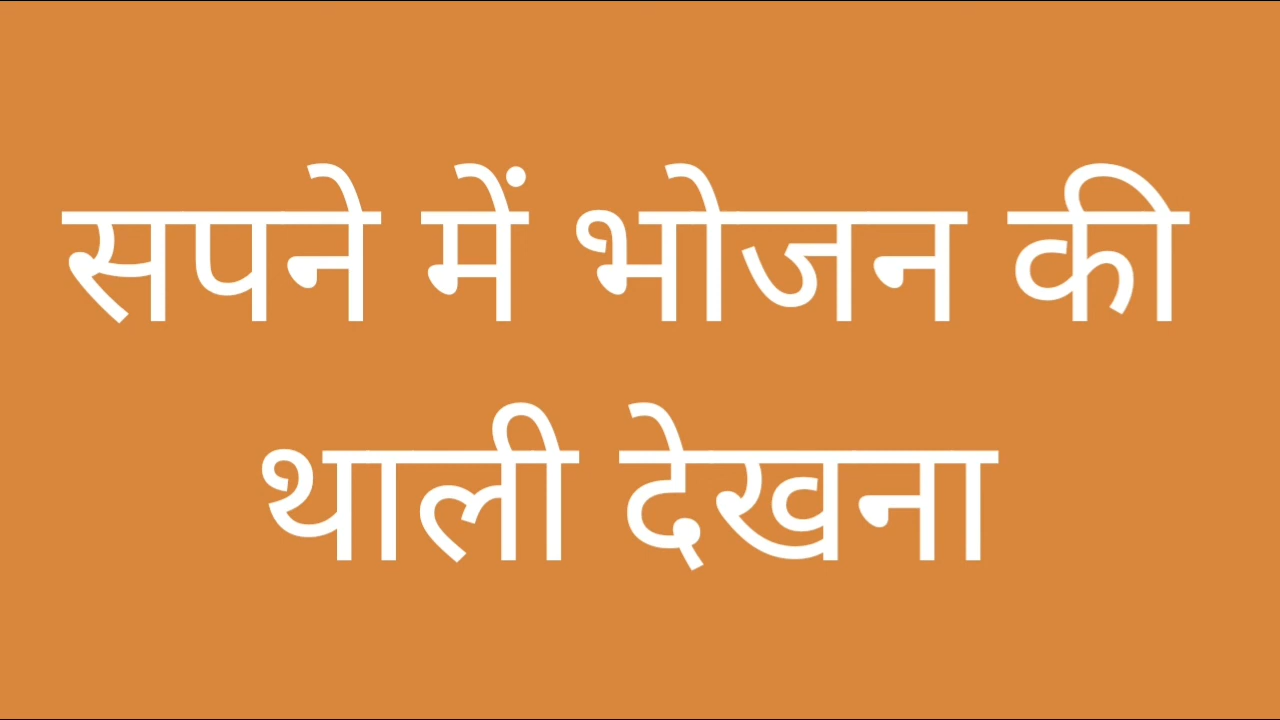 सपने में भोजन की
थाली देखना